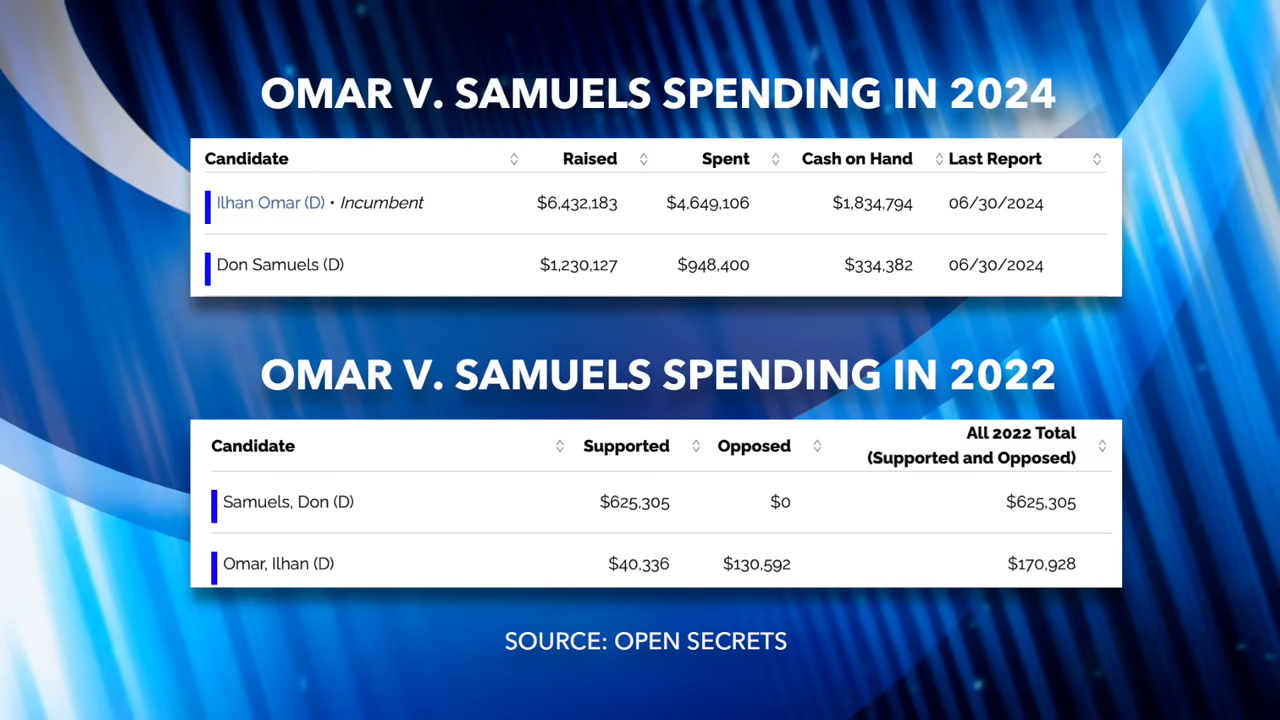 OMAR V. SAMUELS SPENDING IN 2024
Candidate Raised Spent Cash on Hand Last Report
Ilhan Omar (D) • Incumbent $6,432,183 $4,649,106 $1,834,794 06/30/2024
Don Samuels (D) $1,230,127 $948,400 $334,382 06/30/2024
OMAR V. SAMUELS SPENDING IN 2022
All 2022 Total
Candidate Supported Opposed (Supported and Opposed)
Samuels, Don (D) $625,305 $0 $625,305
Omar, Ilhan (D) $40,336 $130,592 $170,928
SOURCE: OPEN SECRETS